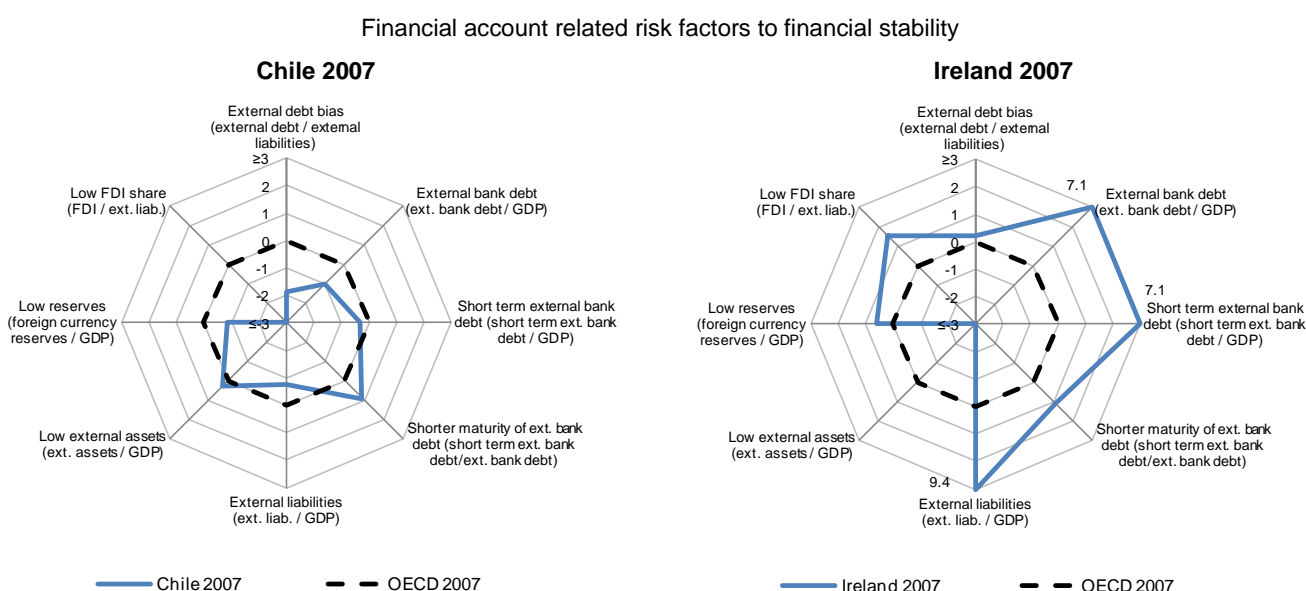 Financial account related risk factors to financial stability
Chile 2007
External debt bias
(external debt / external
liabilities)
≥3
2
1
0
-1
-2
≤-3
External bank debt
(ext. bank debt / GDP)
Short term external bank
debt (short term ext. bank
debt / GDP)
Shorter maturity of ext. bank
debt (short term ext. bank
debt/ext. bank debt)
External liabilities
(ext. liab. / GDP)
Low external assets
(ext. assets / GDP)
Low reserves
(foreign currency
reserves / GDP)
Low FDI share
(FDI / ext. liab.)
Chile 2007
OECD 2007
Ireland 2007
External debt bias
(external debt / external
liabilities)
≥3
2
1
0
-1
-2
≤-3
7.1
External bank debt
(ext. bank debt / GDP)
7.1
Short term external bank
debt (short term ext. bank
debt / GDP)
Shorter maturity of ext. bank
debt (short term ext. bank
debt/ext. bank debt)
9.4
External liabilities
(ext. liab. / GDP)
Low external assets
(ext. assets / GDP)
Low reserves
(foreign currency
reserves / GDP)
Low FDI share
(FDI / ext. liab.)
Ireland 2007
OECD 2007